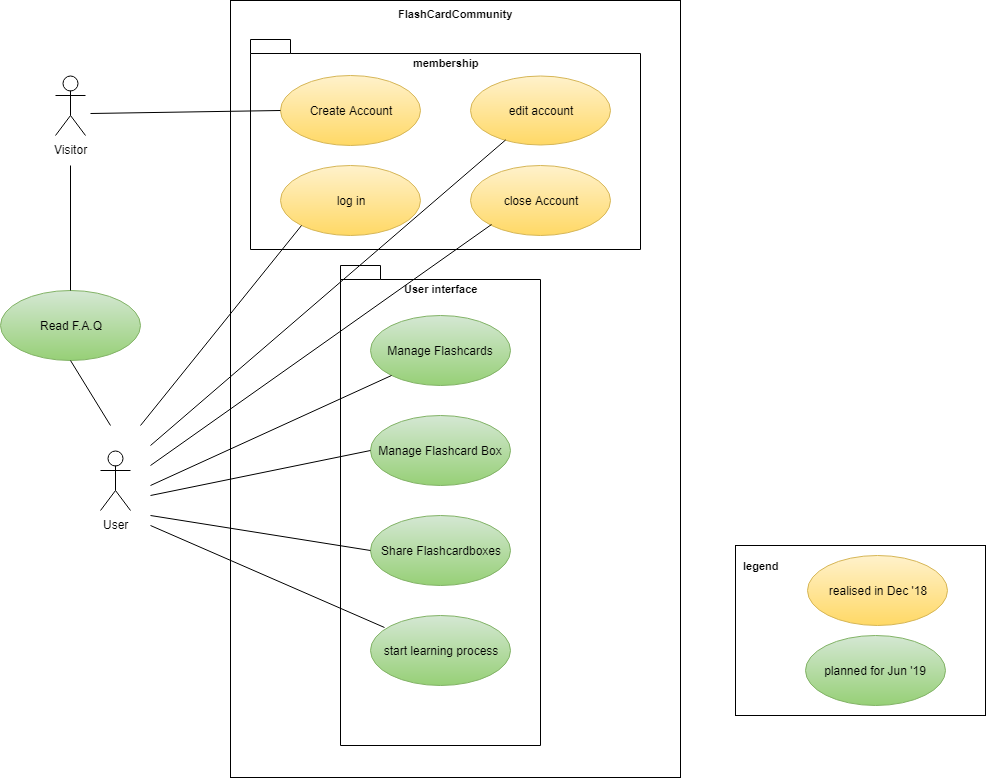 FlashCardCommunity
membership
Create Account
edit account
Visitor
log in
close Account
User interface
Read F.A.Q
Manage Flashcards
Manage Flashcard Box
User
Share Flashcardboxes
legend
realised in Dec '18
start learning process
planned for Jun '19